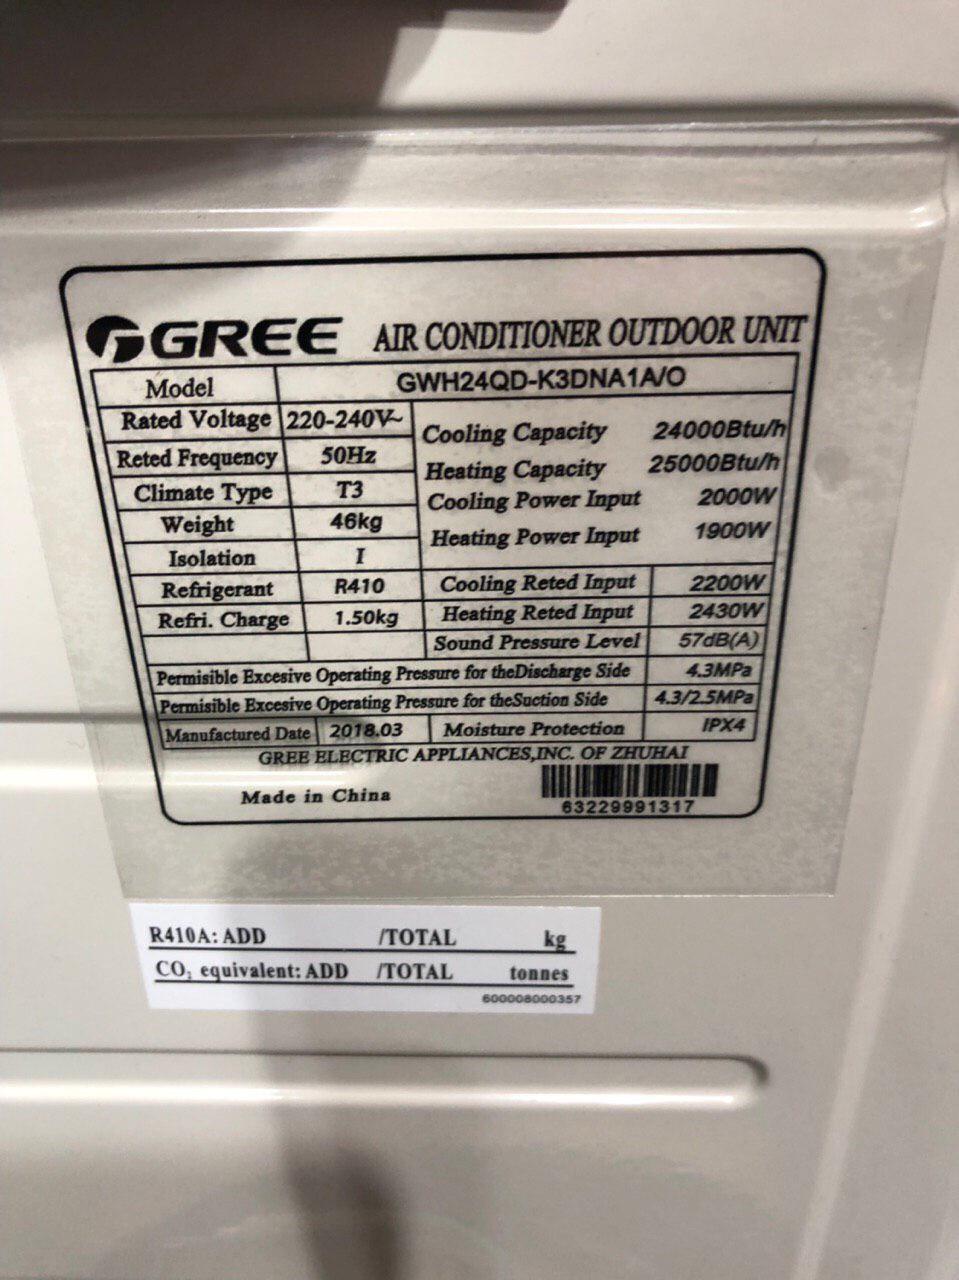 GREE AIR CONDITIONER OUTDOOR UNIT
Model GWH24QD-K3DNA1A/O
Rated Voltage 220-240V~
Reted Frequency 50Hz
Climate Type T3
Weight 46kg
Isolation I
Refrigerant R410
Refri. Charge 1.50kg
Cooling Capacity 24000Btu/h
Heating Capacity 25000Btu/h
Cooling Power Input 2000W
Heating Power Input 1900W
Cooling Reted Input 2200W
Heating Reted Input 2430W
Sound Pressure Level 57dB(A)
Permisible Excesive Operating Pressure for theDischarge Side 4.3MPa
Permisible Excesive Operating Pressure for theSuction Side 4.3/2.5MPa
Manufactured Date 2018.03 Moisture Protection IPX4
GREE ELECTRIC APPLIANCES,INC. OF ZHUHAI
Made in China
63229991317
R410A: ADD /TOTAL kg
CO₂ equivalent: ADD /TOTAL tonnes
600008000357